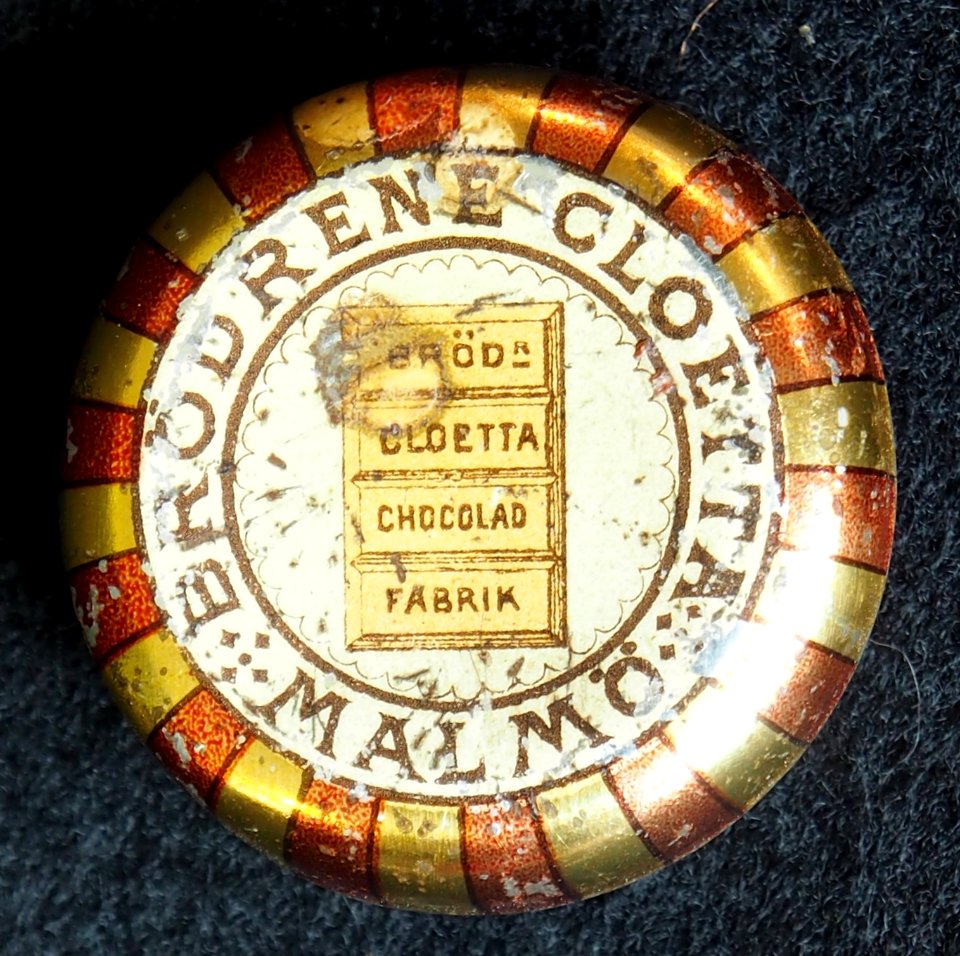 BRÖDRENE CLOETTA
BRÖDR
CLOETTA
CHOCOLAD
FABRIK
MALMÖ